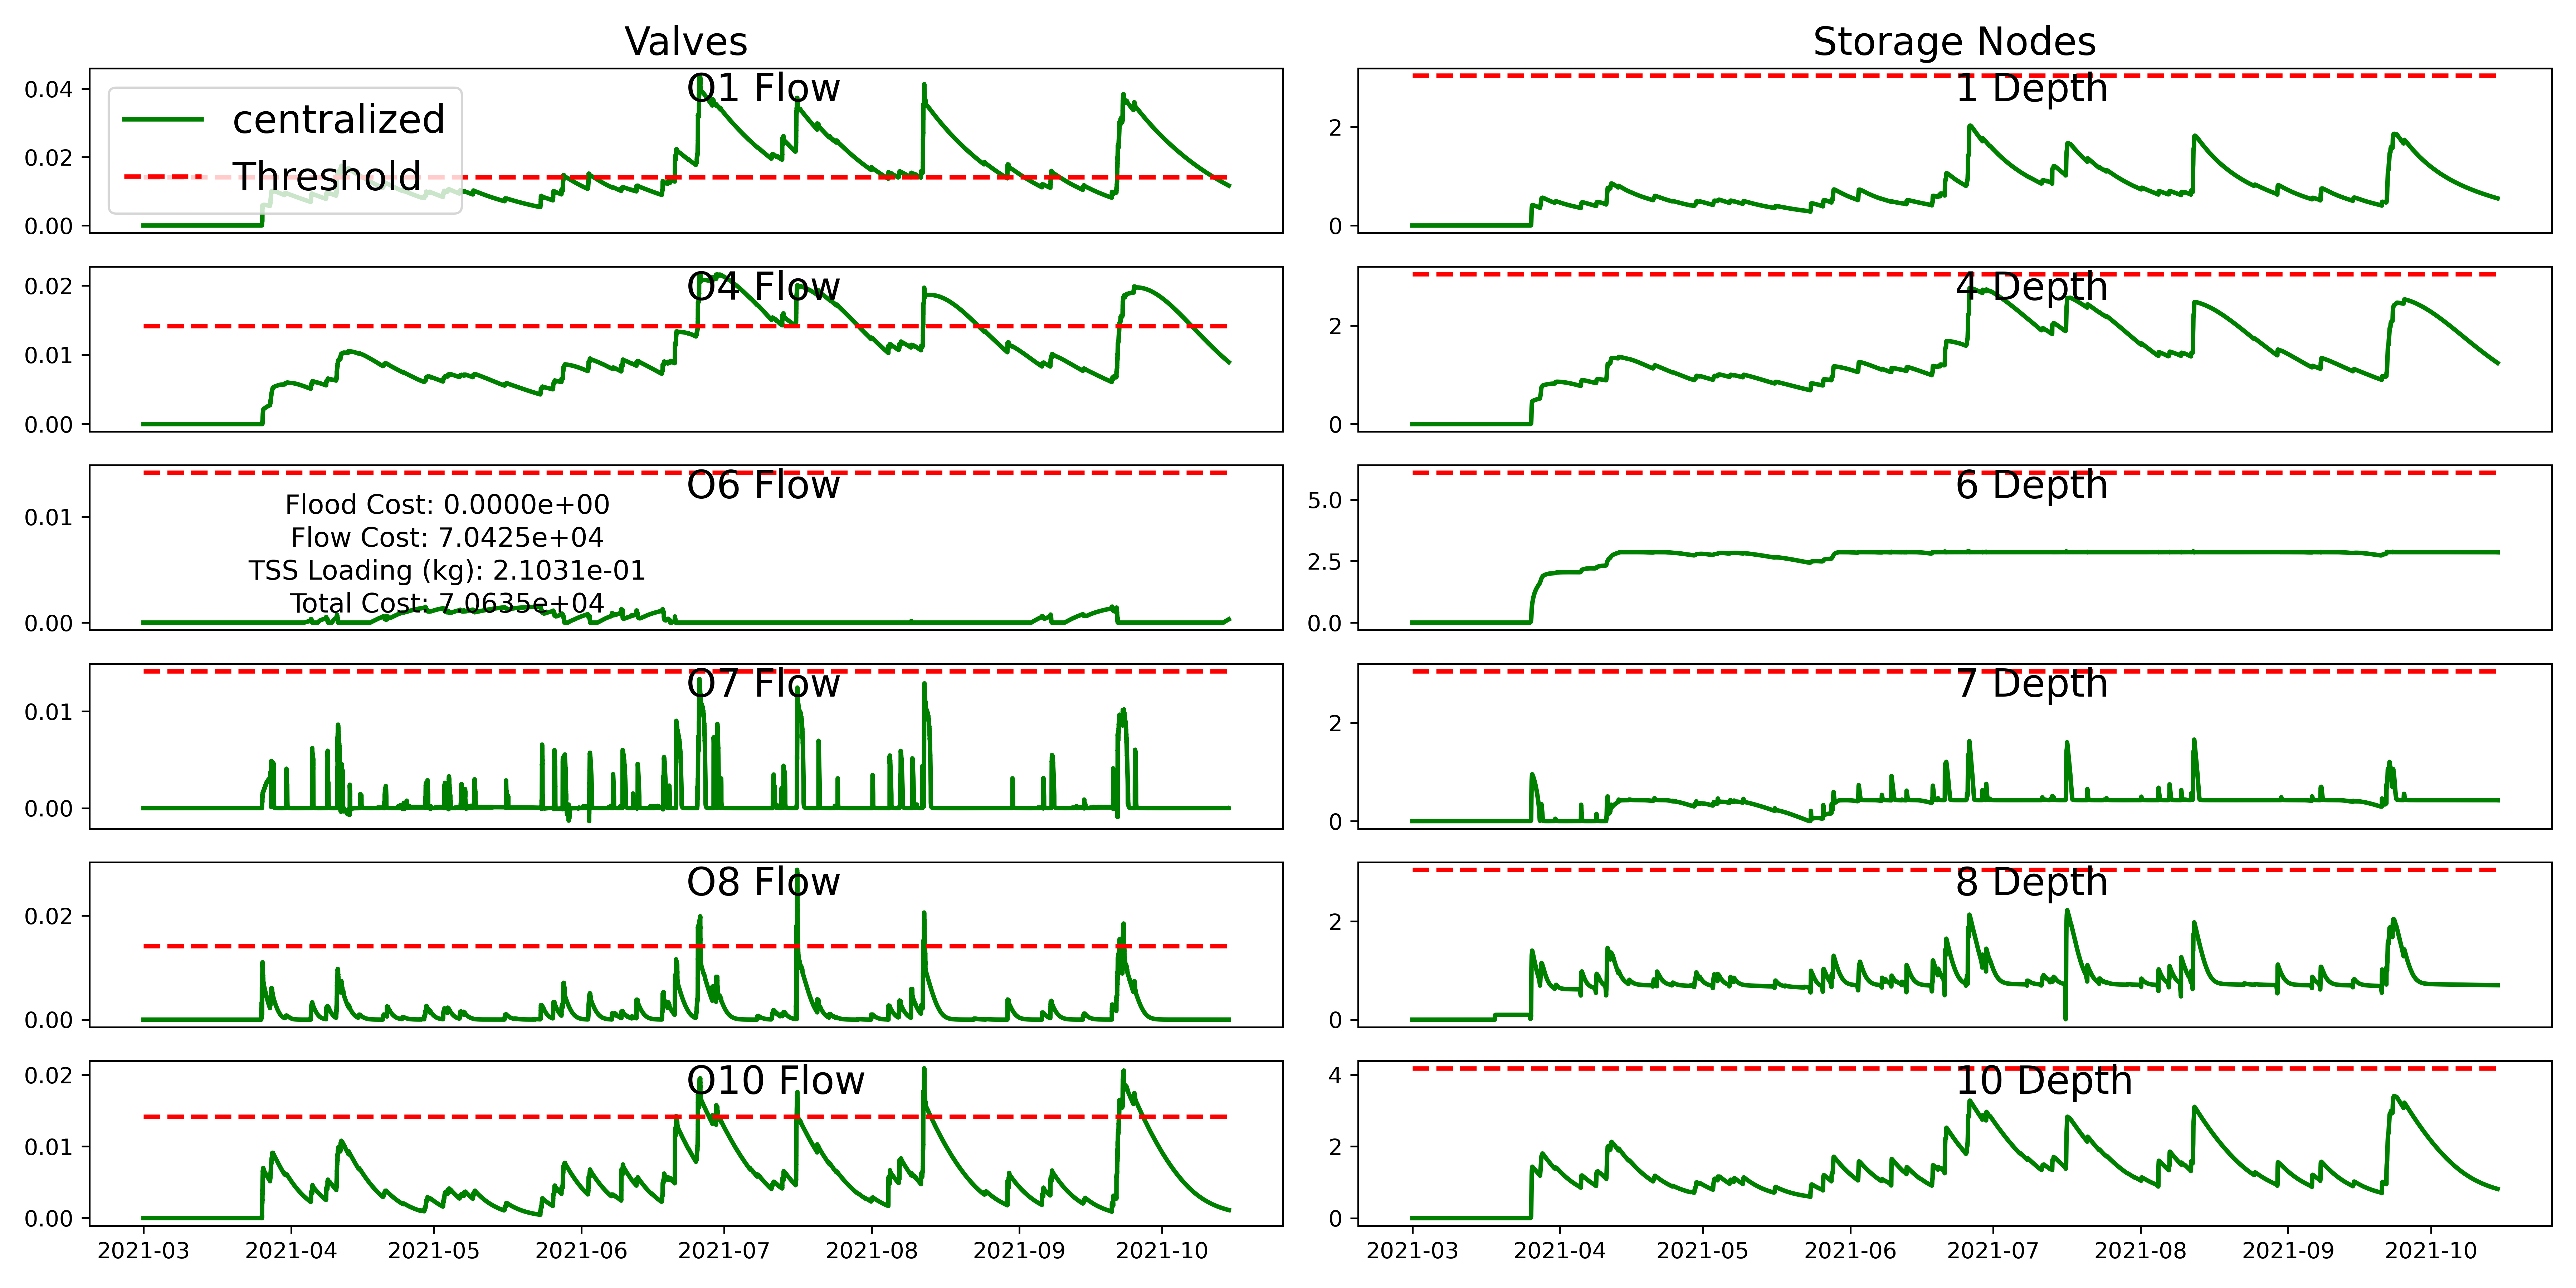 Valves
Storage Nodes
O1 Flow
0.04
0.02
0.00
centralized
Threshold
1 Depth
2
0
O4 Flow
0.02
0.01
0.00
4 Depth
2
0
O6 Flow
0.01
0.00
Flood Cost: 0.0000e+00
Flow Cost: 7.0425e+04
TSS Loading (kg): 2.1031e-01
Total Cost: 7.0635e+04
6 Depth
5.0
2.5
0.0
O7 Flow
0.01
0.00
7 Depth
2
0
O8 Flow
0.02
0.00
8 Depth
2
0
O10 Flow
0.02
0.01
0.00
10 Depth
4
2
0
2021-03 2021-04 2021-05 2021-06 2021-07 2021-08 2021-09 2021-10
2021-03 2021-04 2021-05 2021-06 2021-07 2021-08 2021-09 2021-10